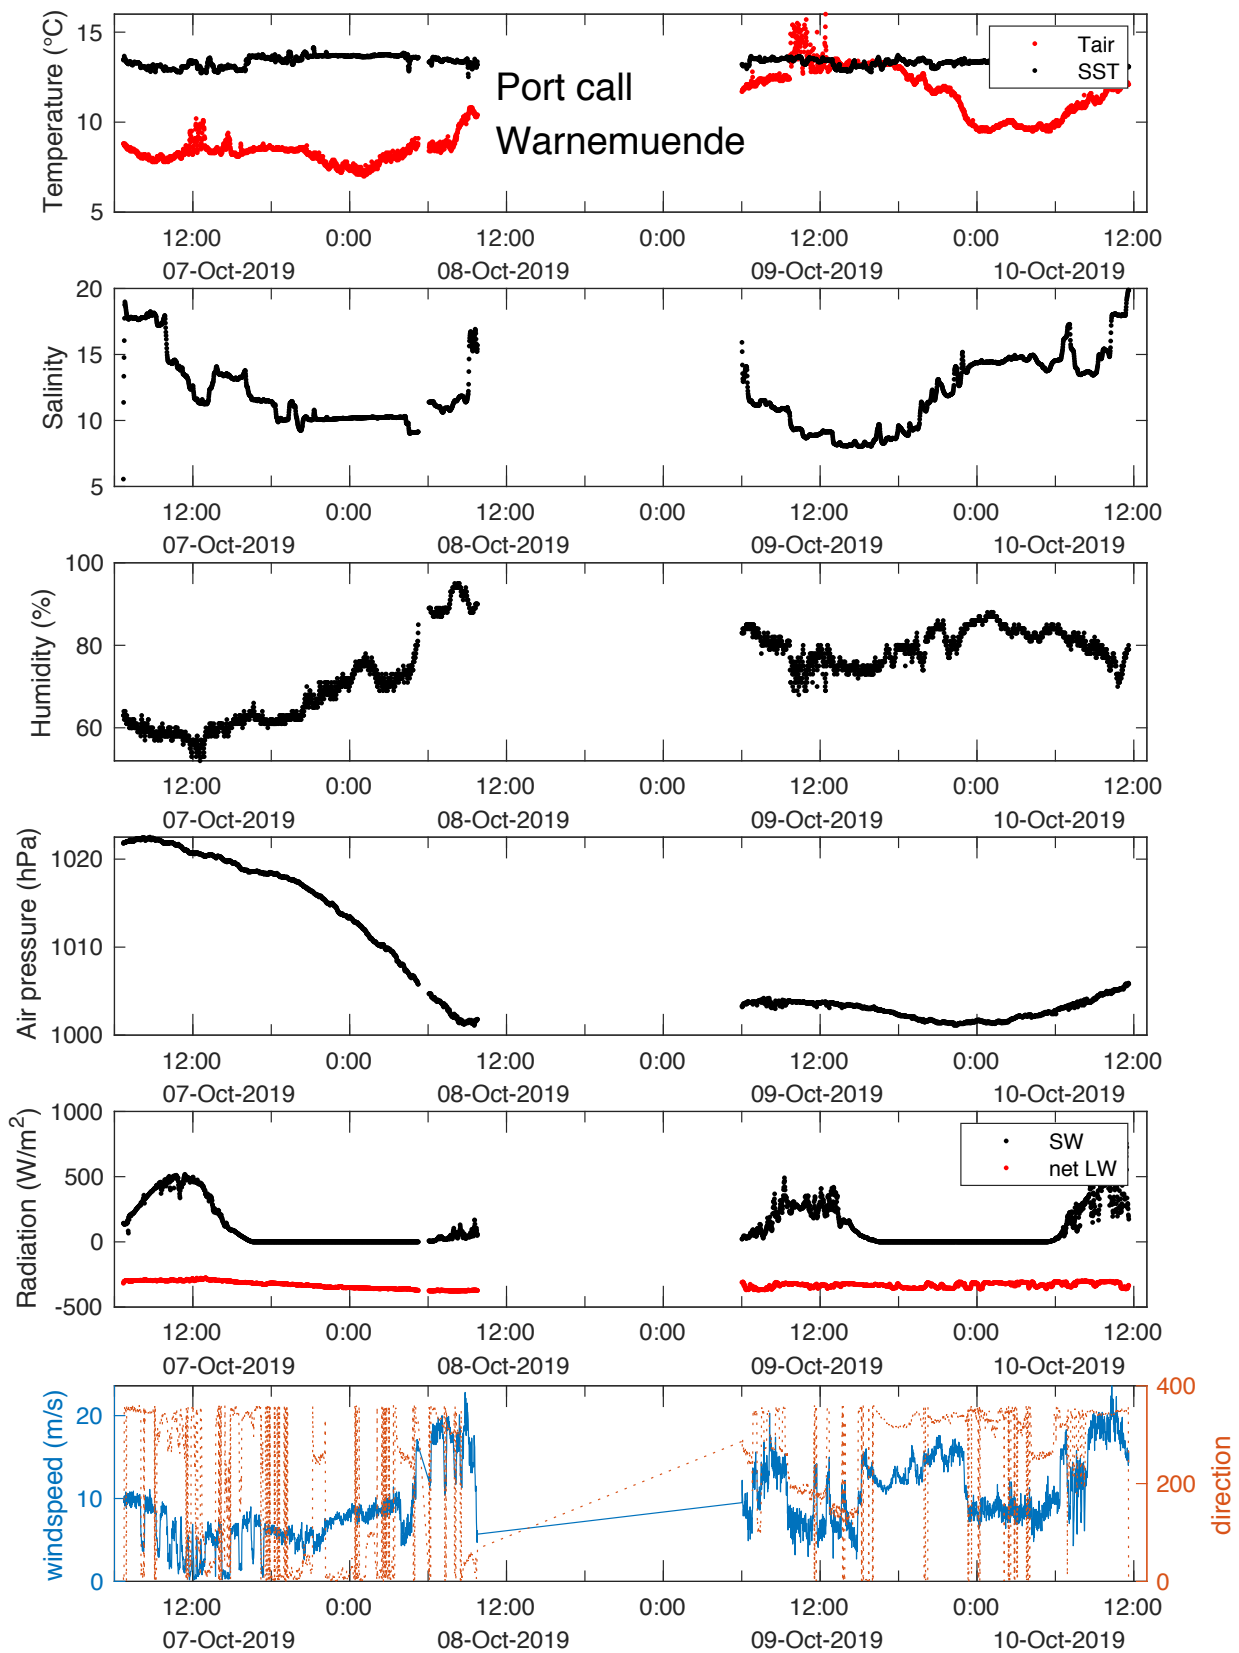 Temperature (°C)
15
10
5
Tair
SST
Port call
Warnemuende
12:00 0:00 12:00 0:00 12:00 0:00 12:00
07-Oct-2019 08-Oct-2019 09-Oct-2019 10-Oct-2019
Salinity
20
15
10
5
12:00 0:00 12:00 0:00 12:00 0:00 12:00
07-Oct-2019 08-Oct-2019 09-Oct-2019 10-Oct-2019
Humidity (%)
100
80
60
12:00 0:00 12:00 0:00 12:00 0:00 12:00
07-Oct-2019 08-Oct-2019 09-Oct-2019 10-Oct-2019
Air pressure (hPa)
1020
1010
1000
12:00 0:00 12:00 0:00 12:00 0:00 12:00
07-Oct-2019 08-Oct-2019 09-Oct-2019 10-Oct-2019
Radiation (W/m²)
1000
500
0
-500
SW
net LW
12:00 0:00 12:00 0:00 12:00 0:00 12:00
07-Oct-2019 08-Oct-2019 09-Oct-2019 10-Oct-2019
windspeed (m/s)
20
10
0
400
200
0
direction
12:00 0:00 12:00 0:00 12:00 0:00 12:00
07-Oct-2019 08-Oct-2019 09-Oct-2019 10-Oct-2019